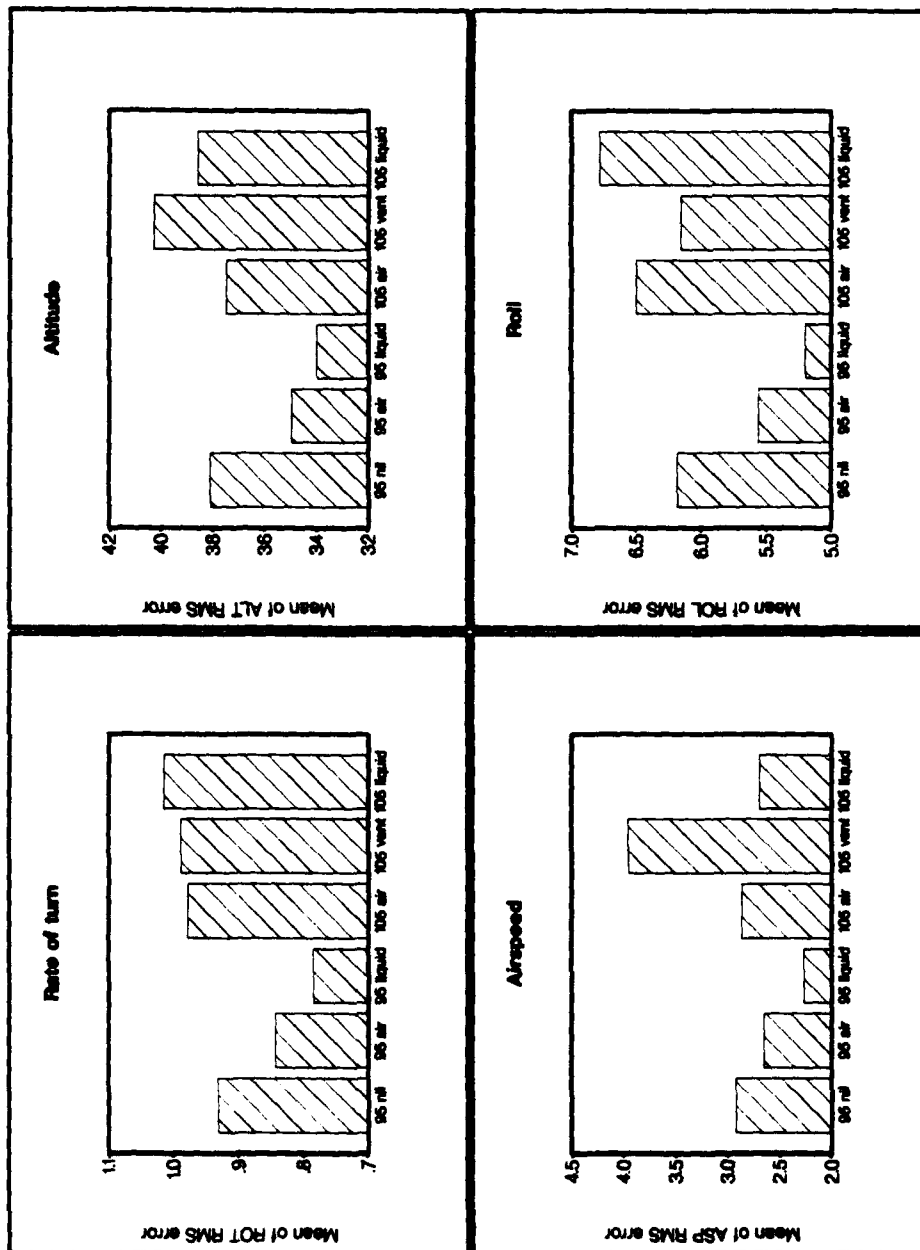 Rate of turn
Mean of ROT RMS error
1.1
1.0
.9
.8
.7
95 nil
95 air
95 liquid
105 air
105 vent
105 liquid
Altitude
Mean of ALT RMS error
42
40
38
36
34
32
95 nil
95 air
95 liquid
105 air
105 vent
105 liquid
Airspeed
Mean of ASP RMS error
4.5
4.0
3.5
3.0
2.5
2.0
95 nil
95 air
95 liquid
105 air
105 vent
105 liquid
Roll
Mean of ROL RMS error
7.0
6.5
6.0
5.5
5.0
95 nil
95 air
95 liquid
105 air
105 vent
105 liquid